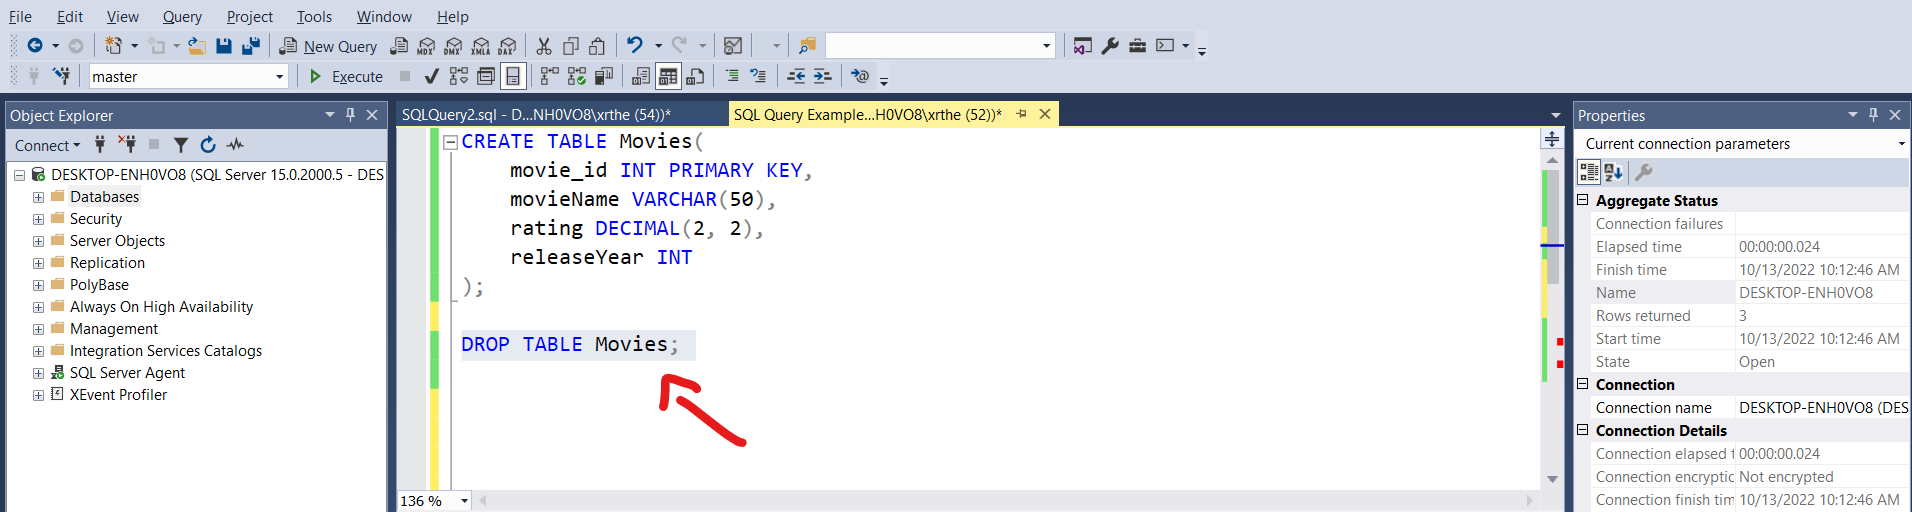 File Edit View Query Project Tools Window Help
New Query MDX DMX XMLA DAX
master Execute
Object Explorer
Connect
DESKTOP-ENH0VO8 (SQL Server 15.0.2000.5 - DES
Databases
Security
Server Objects
Replication
PolyBase
Always On High Availability
Management
Integration Services Catalogs
SQL Server Agent
XEvent Profiler
SQLQuery2.sql - D...NH0VO8\xrthe (54))* SQL Query Example...H0VO8\xrthe (52))*
CREATE TABLE Movies(
movie_id INT PRIMARY KEY,
movieName VARCHAR(50),
rating DECIMAL(2, 2),
releaseYear INT
);
DROP TABLE Movies;
136 %
Properties
Current connection parameters
Aggregate Status
Connection failures
Elapsed time 00:00:00.024
Finish time 10/13/2022 10:12:46 AM
Name DESKTOP-ENH0VO8
Rows returned 3
Start time 10/13/2022 10:12:46 AM
State Open
Connection
Connection name DESKTOP-ENH0VO8 (DES
Connection Details
Connection elapsed t 00:00:00.024
Connection encryptic Not encrypted
Connection finish tim 10/13/2022 10:12:46 AM